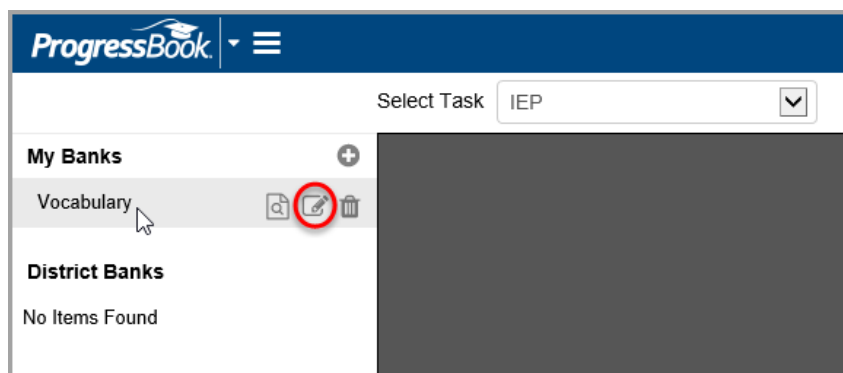 ProgressBook.
Select Task IEP
My Banks
Vocabulary
District Banks
No Items Found